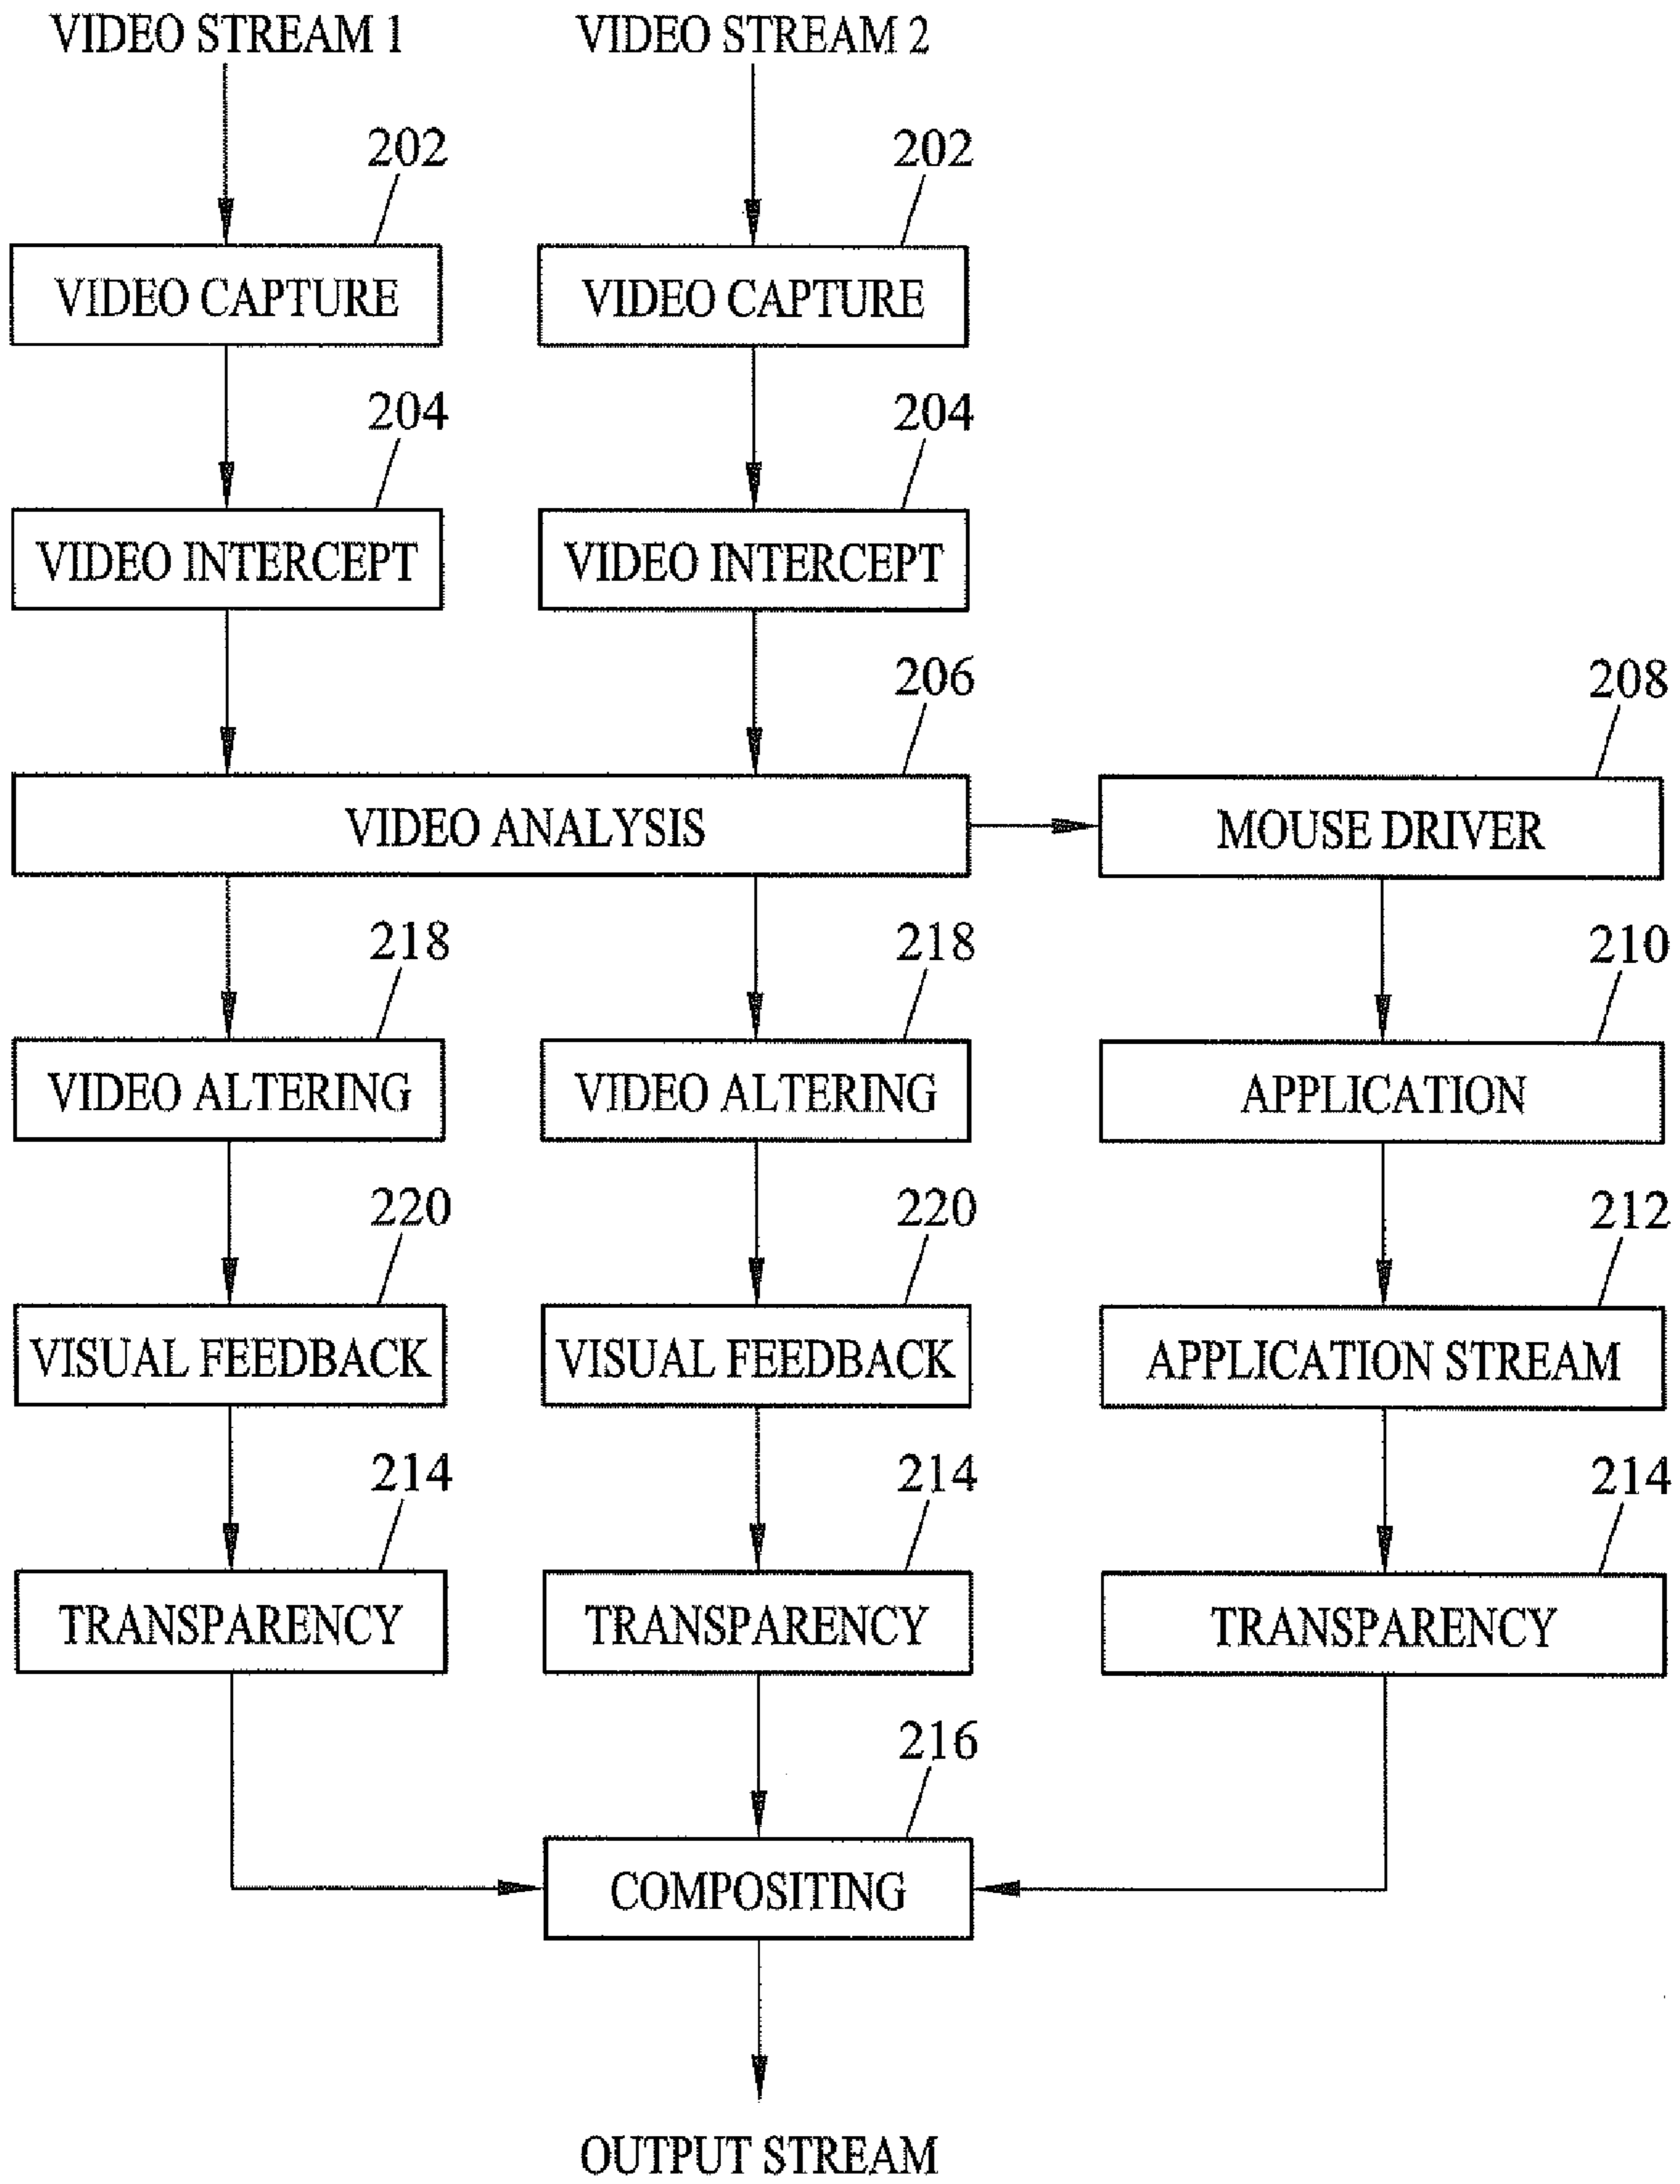 VIDEO STREAM 1
VIDEO STREAM 2
202
202
VIDEO CAPTURE
VIDEO CAPTURE
204
204
VIDEO INTERCEPT
VIDEO INTERCEPT
206
208
VIDEO ANALYSIS
MOUSE DRIVER
218
218
210
VIDEO ALTERING
VIDEO ALTERING
APPLICATION
220
220
212
VISUAL FEEDBACK
VISUAL FEEDBACK
APPLICATION STREAM
214
214
214
TRANSPARENCY
TRANSPARENCY
TRANSPARENCY
216
COMPOSITING
OUTPUT STREAM